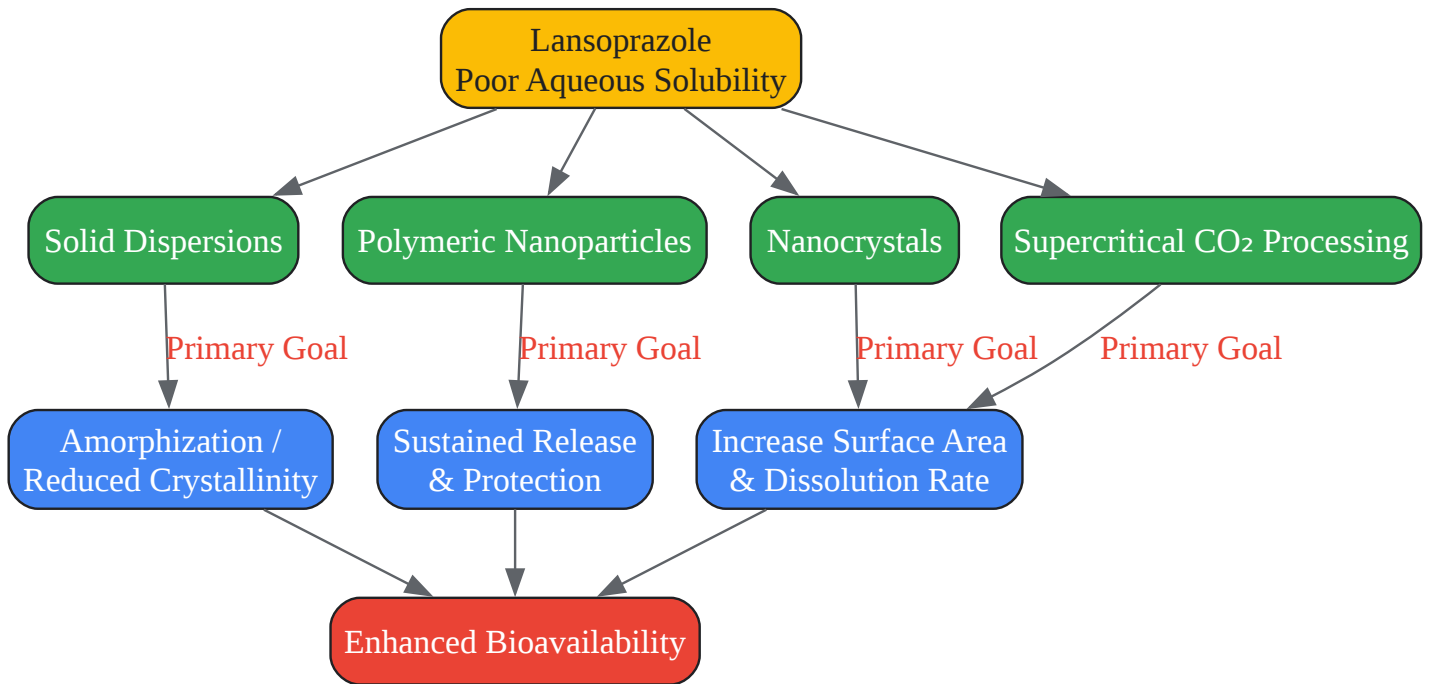 Lansoprazole
Poor Aqueous Solubility
Solid Dispersions
Polymeric Nanoparticles
Nanocrystals
Supercritical CO₂ Processing
Primary Goal
Primary Goal
Primary Goal
Primary Goal
Amorphization /
Reduced Crystallinity
Sustained Release
& Protection
Increase Surface Area
& Dissolution Rate
Enhanced Bioavailability